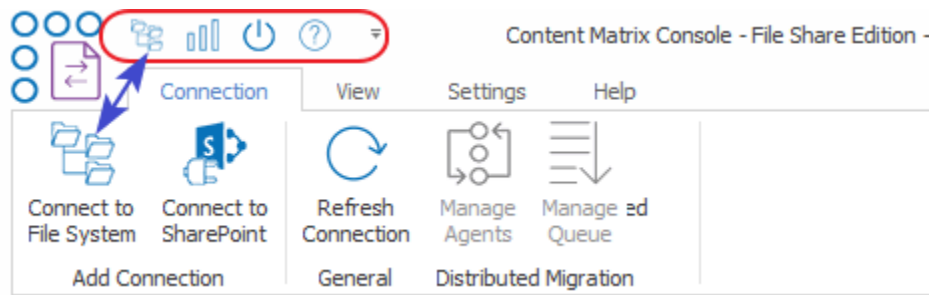 Content Matrix Console - File Share Edition -
Connection View Settings Help
Connect to Connect to Refresh Manage Manage ed
File System SharePoint Connection Agents Queue
Add Connection General Distributed Migration